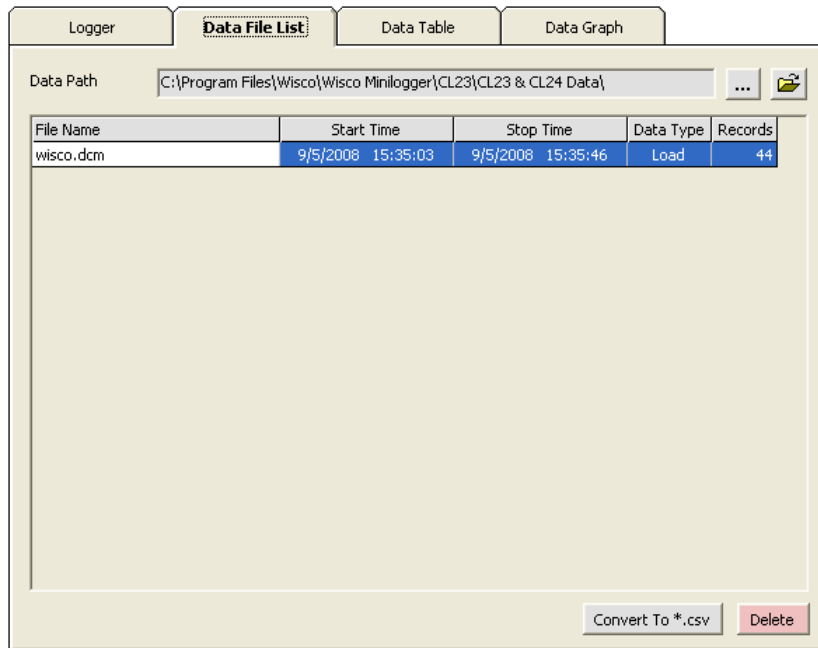 Logger Data File List Data Table Data Graph
Data Path C:\Program Files\Wisco\Wisco Minilogger\CL23\CL23 & CL24 Data\ ...
File Name Start Time Stop Time Data Type Records
wisco.dcm 9/5/2008 15:35:03 9/5/2008 15:35:46 Load 44
Convert To *.csv Delete